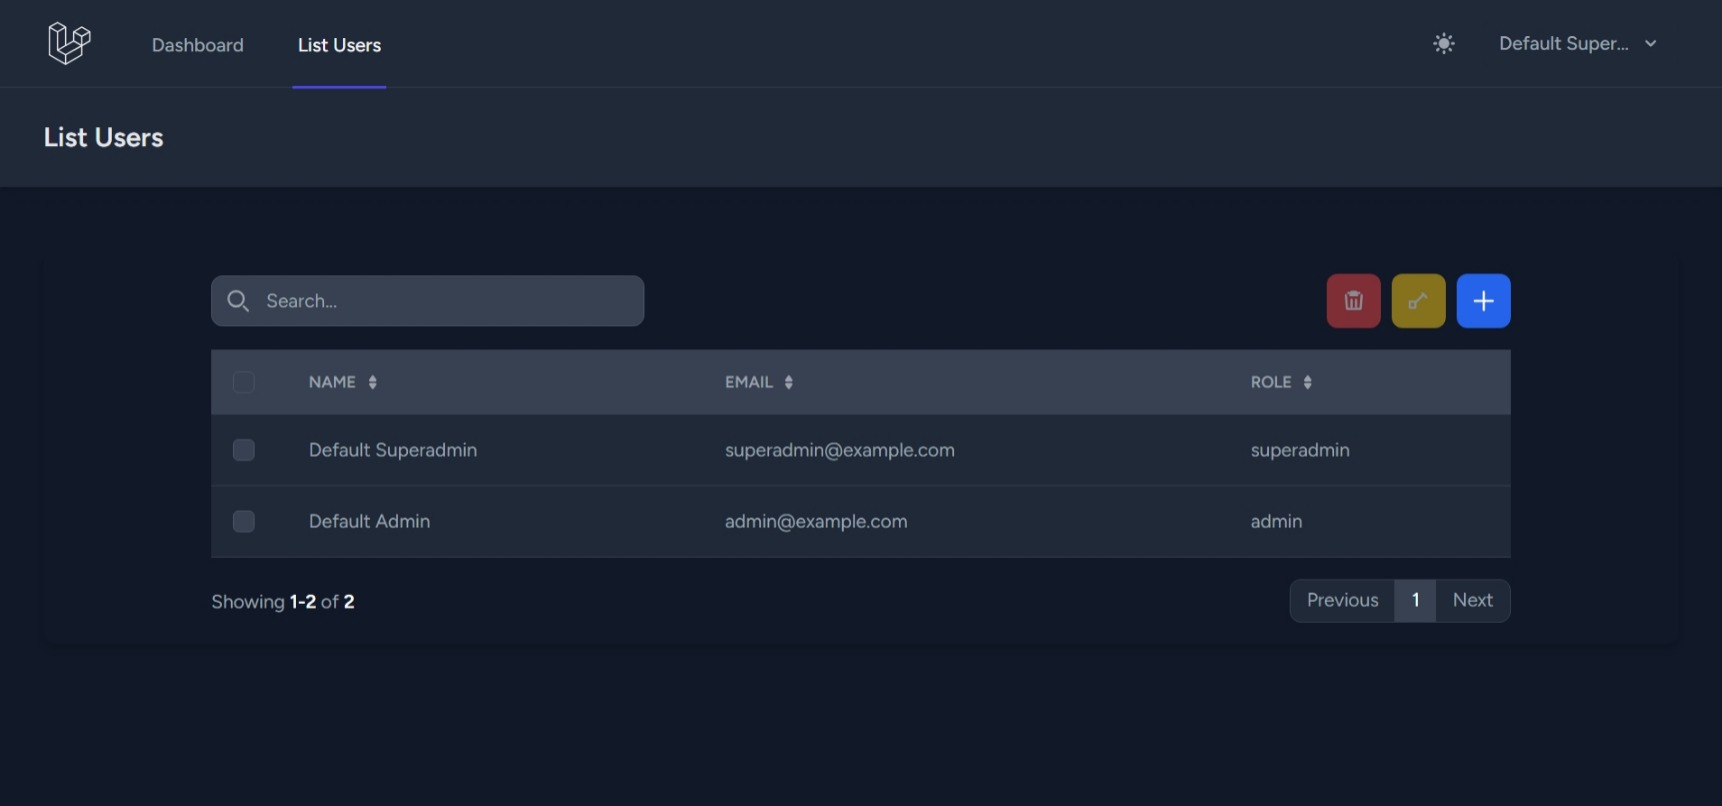 Dashboard List Users Default Super...
List Users
Search...
NAME EMAIL ROLE
Default Superadmin superadmin@example.com superadmin
Default Admin admin@example.com admin
Showing 1-2 of 2 Previous 1 Next